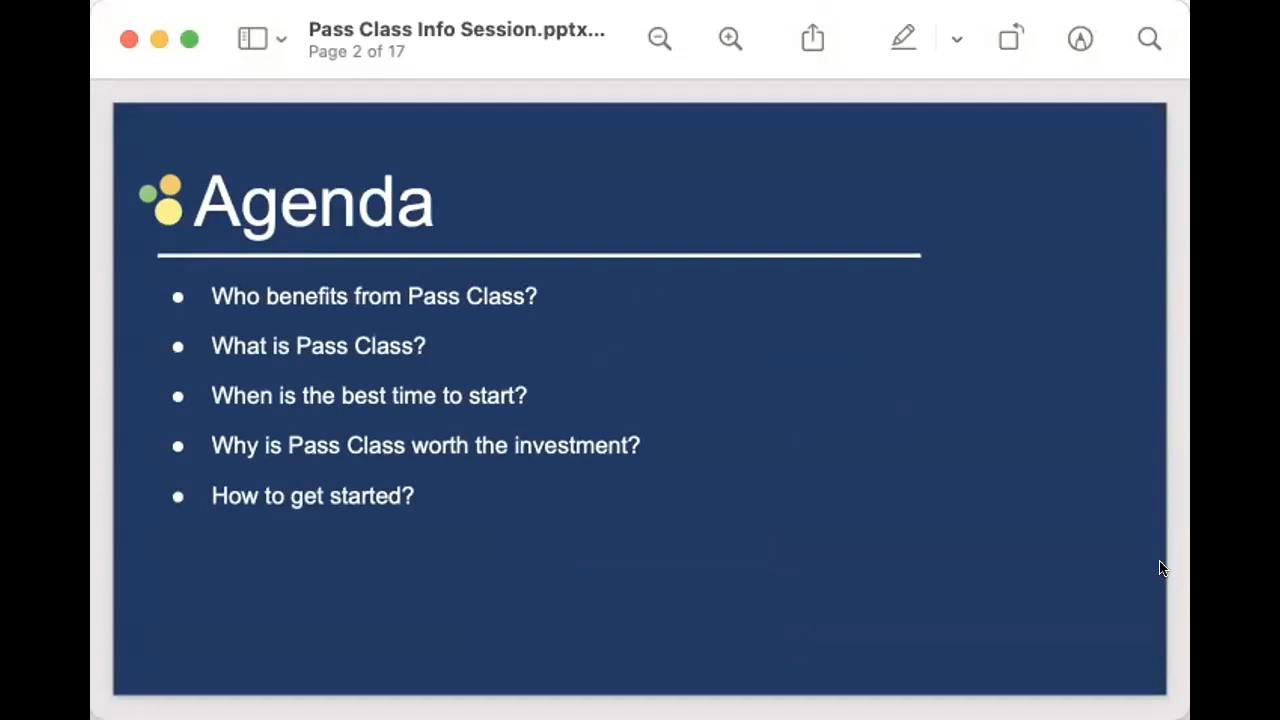 Pass Class Info Session.pptx...
Page 2 of 17
Agenda
• Who benefits from Pass Class?
• What is Pass Class?
• When is the best time to start?
• Why is Pass Class worth the investment?
• How to get started?